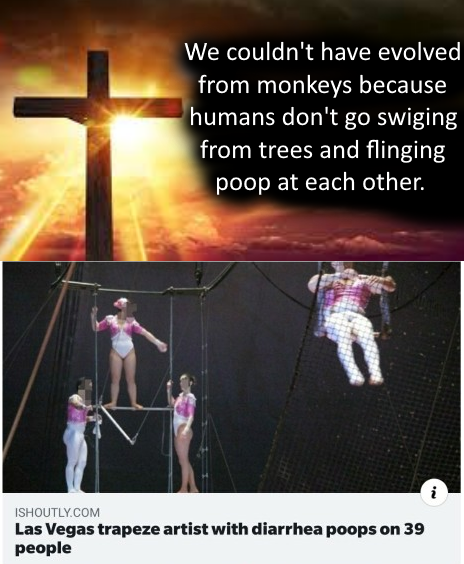 We couldn't have evolved
from monkeys because
humans don't go swiging
from trees and flinging
poop at each other.
i
ISHOUTLY.COM
Las Vegas trapeze artist with diarrhea poops on 39
people